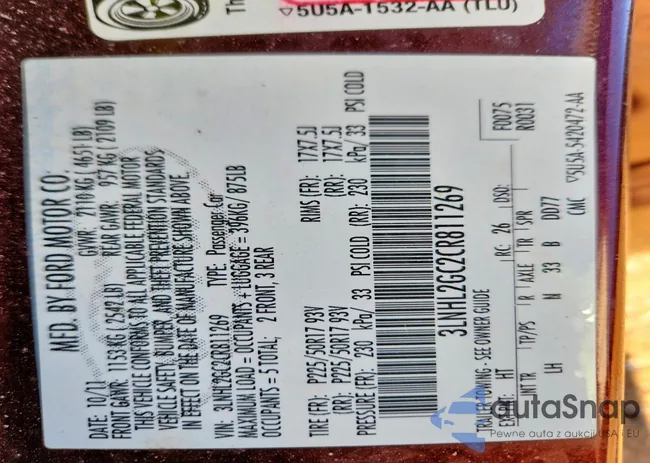 Th
▽5U5A-1532-AA (TLU)
MFD. BY FORD MOTOR CO.
DATE: 10/11 GVWR: 2110 KG ( 4651 LB)
FRONT GAWR: 1153 KG ( 2542 LB) REAR GAWR: 957 KG ( 2109 LB)
THIS VEHICLE CONFORMS TO ALL APPLICABLE FEDERAL MOTOR
VEHICLE SAFETY, BUMPER, AND THEFT PREVENTION STANDARDS
IN EFFECT ON THE DATE OF MANUFACTURE SHOWN ABOVE.
VIN: 3LNHL2GC2CR811269 TYPE: Passenger Car
MAXIMUM LOAD = OCCUPANTS + LUGGAGE = 396KG/ 875LB
OCCUPANTS = 5 TOTAL; 2 FRONT, 3 REAR
TIRE (FR): P225/50R17 93V RIMS (FR): 17X7.5J
(RR): P225/50R17 93V (RR): 17X7.5J
PRESSURE (FR): 230 kPa/ 33 PSI COLD (RR): 230 kPa/ 33 PSI COLD
3LNHL2GC2CR811269
F0075
R0031
TRAILER TOWING - SEE OWNER GUIDE
EXT PNT: HT RC: 26 DSO:
INT TR TP/PS R AXLE TR SPR
LH N 33 B DD77
CMC ▽5U5A-5420472-AA
autaSnap
Pewne auta z aukcji USA - EU